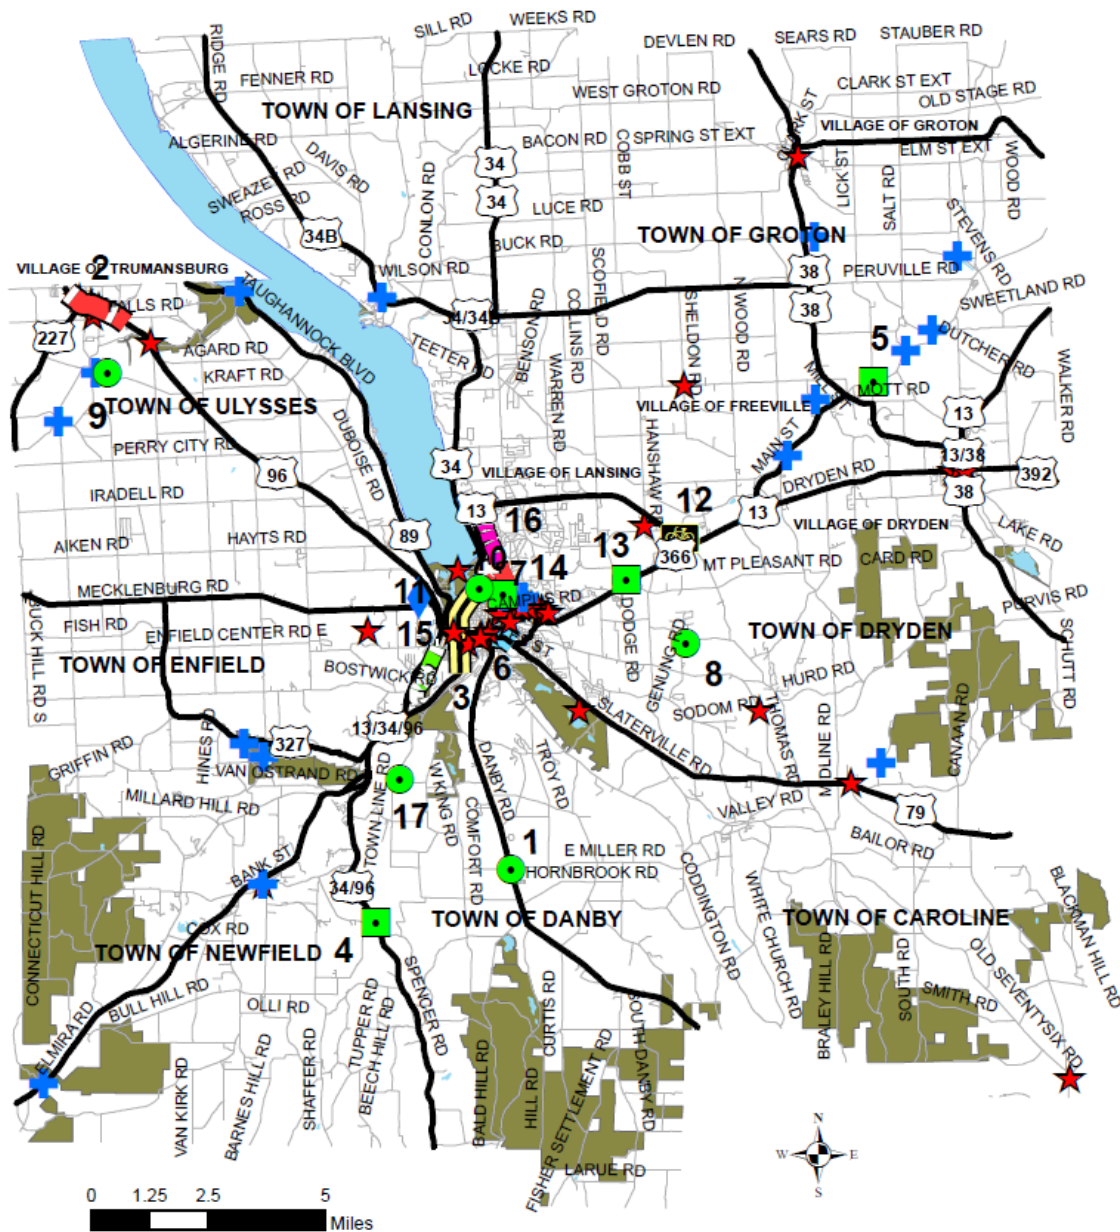 WEEKS RD
SILL RD
RIDGE RD
DEVLEN RD
SEARS RD
STAUBER RD
FENNER RD
LOCKE RD
WEST GROTON RD
CLARK ST EXT
OLD STAGE RD
TOWN OF LANSING
CLARK ST
VILLAGE OF GROTON
ALGERINE RD
DAVIS RD
BACON RD
SPRING ST EXT
COBB ST
ELM ST EXT
34
SWEAZEY RD
ROSS RD
CONLON RD
34
LUCE RD
LICK ST
SALT RD
WOOD RD
STEVENS RD
34B
BUCK RD
TOWN OF GROTON
VILLAGE OF TRUMANSBURG
2
WILSON RD
SCOFIELD RD
38
PERUVILLE RD
FALLS RD
TAUGHANNOCK BLVD
BENSON RD
COLLINS RD
SHELDON RD
N WOOD RD
SWEETLAND RD
38
34/34B
227
AGARD RD
TEETER RD
WARREN RD
5
DUTCHER RD
WALKER RD
KRAFT RD
MILL ST
MOTT RD
9
TOWN OF ULYSSES
VILLAGE OF FREEVILLE
13
DUBOISE RD
HANSHAW RD
MAIN ST
PERRY CITY RD
13/38
96
34
VILLAGE OF LANSING
DRYDEN RD
392
IRADELL RD
12
38
13
16
13
VILLAGE OF DRYDEN
LAKE RD
AIKEN RD
HAYTS RD
89
13
366
MT PLEASANT RD
CARD RD
MECKLENBURG RD
11
7
14
CAMPUS RD
PURVIS RD
BUCK HILL RD S
FISH RD
ENFIELD CENTER RD E
15
DODGE RD
GENUNG RD
TOWN OF DRYDEN
SCHUTT RD
TOWN OF ENFIELD
BOSTWICK RD
3
6
8
HURD RD
SODOM RD
THOMAS RD
CANAAN RD
13/34/96
SLATERVILLE RD
MIDLINE RD
GRIFFIN RD
HINES RD
327
VAN OSTRAND RD
DANBY RD
TROY RD
MILLARD HILL RD
TOWN LINE RD
17
W KING RD
COMFORT RD
VALLEY RD
79
1
E MILLER RD
BAILOR RD
CONNECTICUT HILL RD
BANK ST
34/96
HORNBROOK RD
CODDINGTON RD
WHITE CHURCH RD
BLACKMAN HILL RD
COX RD
TOWN OF DANBY
TOWN OF CAROLINE
TOWN OF NEWFIELD
4
SPENCER RD
BRALEY HILL RD
SOUTH RD
OLD SEVENTYSIX RD
ELMIRA RD
BULL HILL RD
OLLI RD
TUPPER RD
CURTIS RD
SOUTH DANBY RD
SMITH RD
VAN KIRK RD
BARNES HILL RD
SHAFFER RD
BEECH HILL RD
BALD HILL RD
HILL RD
FISHER SETTLEMENT RD
LARUE RD
N
W
E
S
0 1.25 2.5 5
Miles